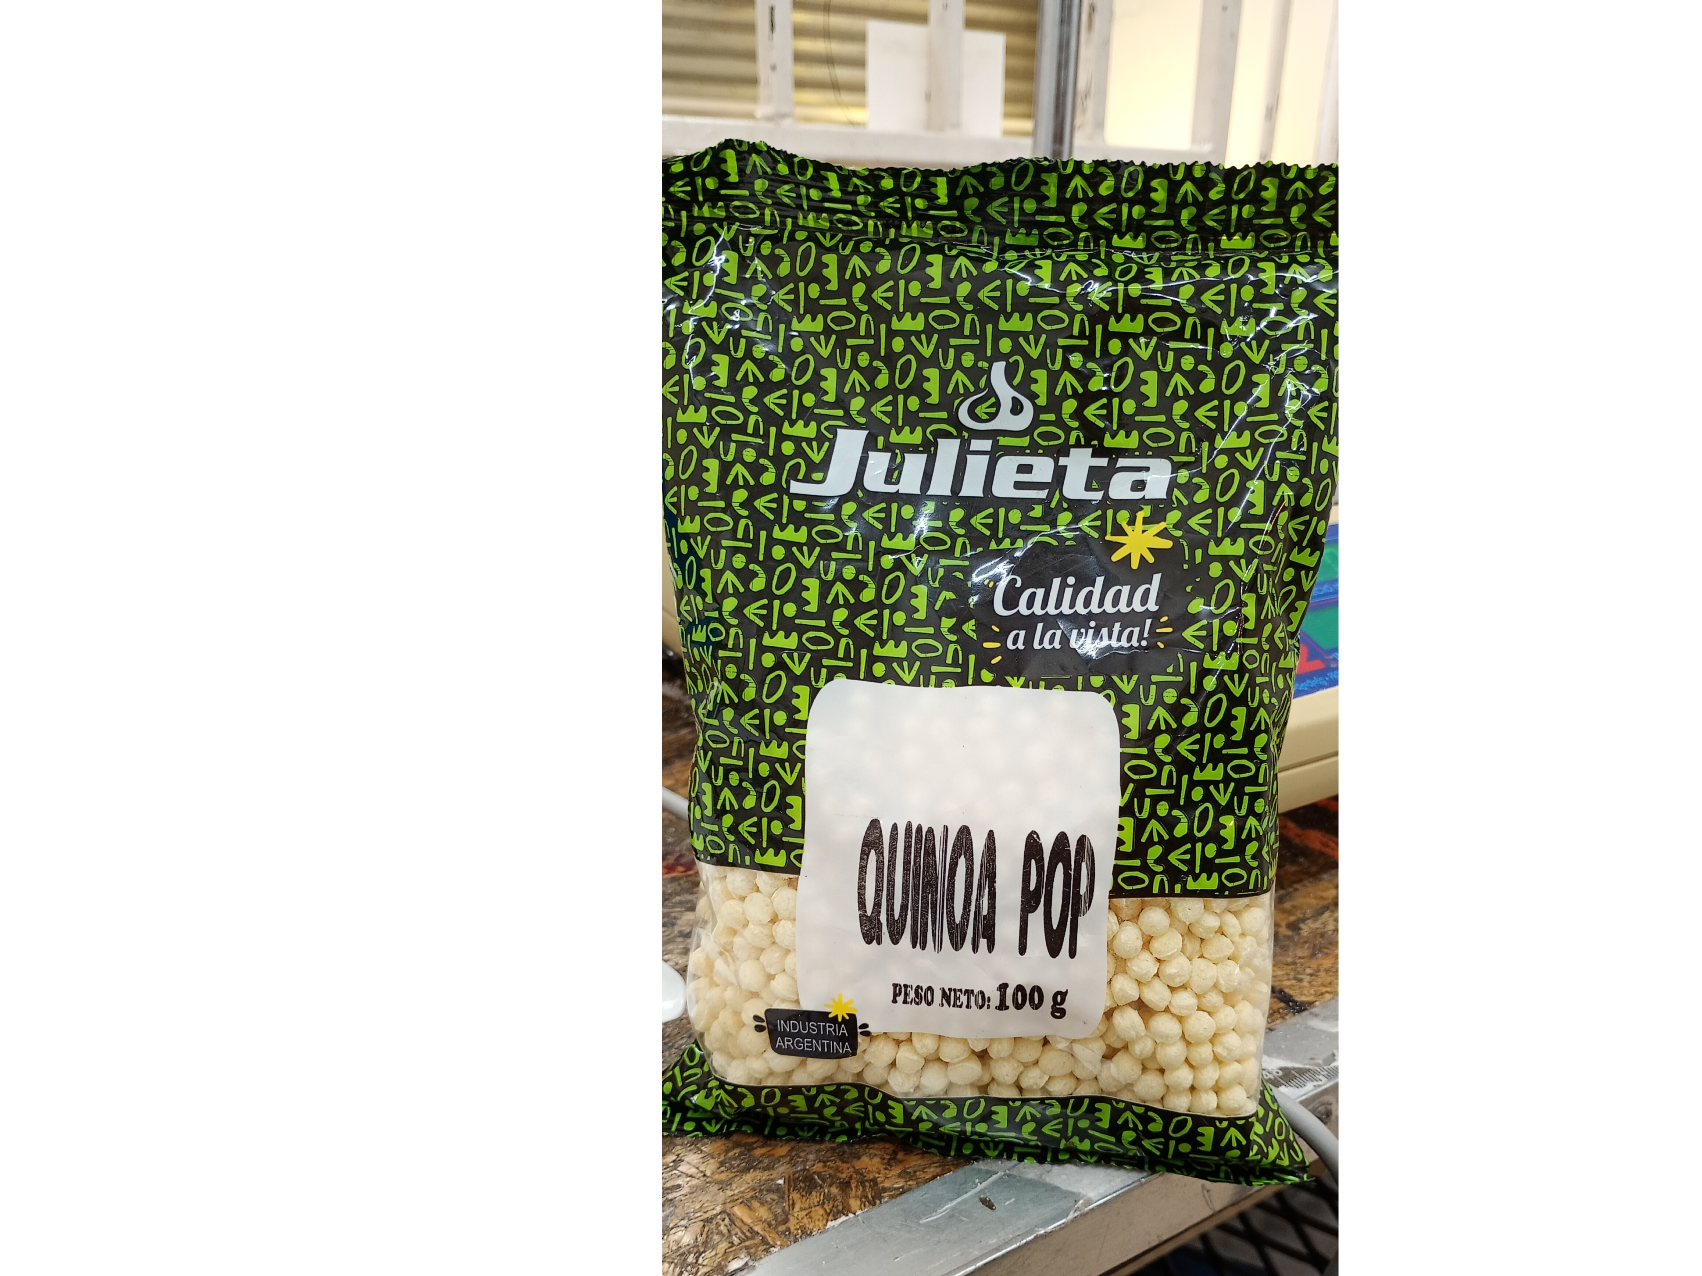 Julieta
Calidad
a la vista!
QUINOA POP
PESO NETO: 100 g
INDUSTRIA
ARGENTINA